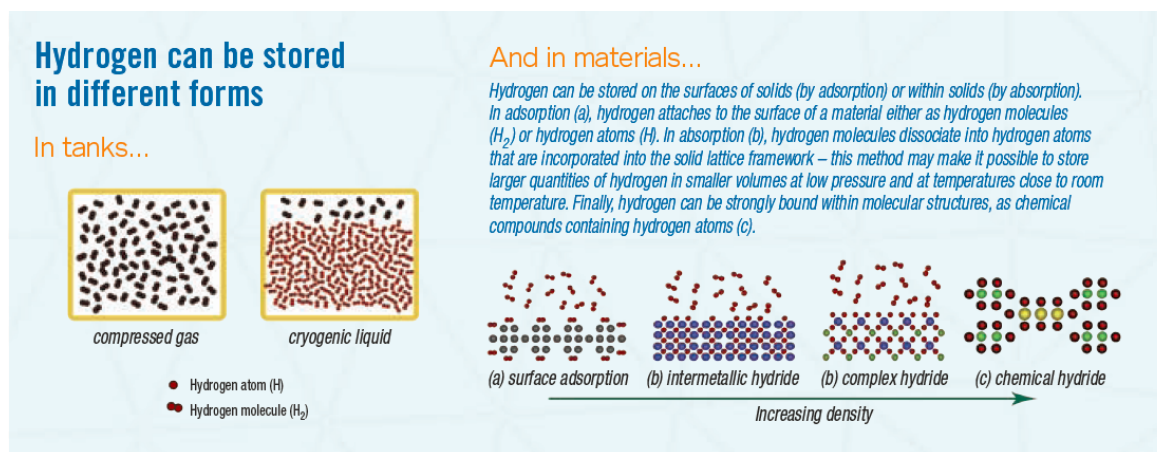 Hydrogen can be stored
in different forms
In tanks...
compressed gas
cryogenic liquid
Hydrogen atom (H)
Hydrogen molecule (H₂)
And in materials...
Hydrogen can be stored on the surfaces of solids (by adsorption) or within solids (by absorption).
In adsorption (a), hydrogen attaches to the surface of a material either as hydrogen molecules
(H₂) or hydrogen atoms (H). In absorption (b), hydrogen molecules dissociate into hydrogen atoms
that are incorporated into the solid lattice framework – this method may make it possible to store
larger quantities of hydrogen in smaller volumes at low pressure and at temperatures close to room
temperature. Finally, hydrogen can be strongly bound within molecular structures, as chemical
compounds containing hydrogen atoms (c).
(a) surface adsorption
(b) intermetallic hydride
(b) complex hydride
(c) chemical hydride
Increasing density